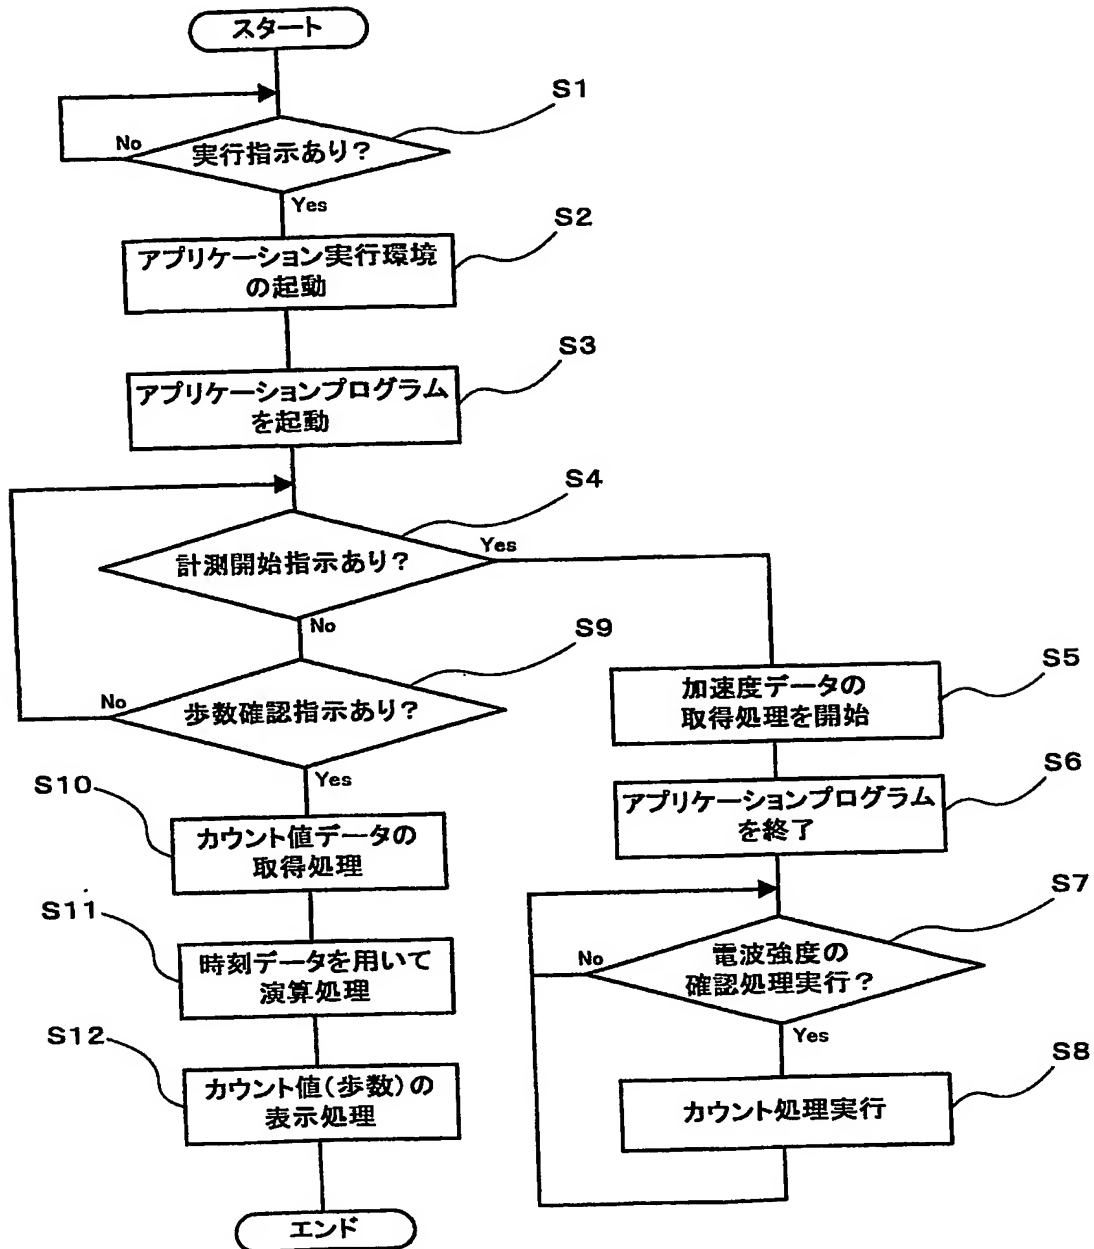 スタート
S1
No
実行指示あり?
Yes
S2
アプリケーション実行環境
の起動
S3
アプリケーションプログラム
を起動
S4
計測開始指示あり?
Yes
No
S9
No
歩数確認指示あり?
Yes
S10
カウント値データの
取得処理
S11
時刻データを用いて
演算処理
S12
カウント値(歩数)の
表示処理
エンド
S5
加速度データの
取得処理を開始
S6
アプリケーションプログラム
を終了
S7
No
電波強度の
確認処理実行?
Yes
S8
カウント処理実行